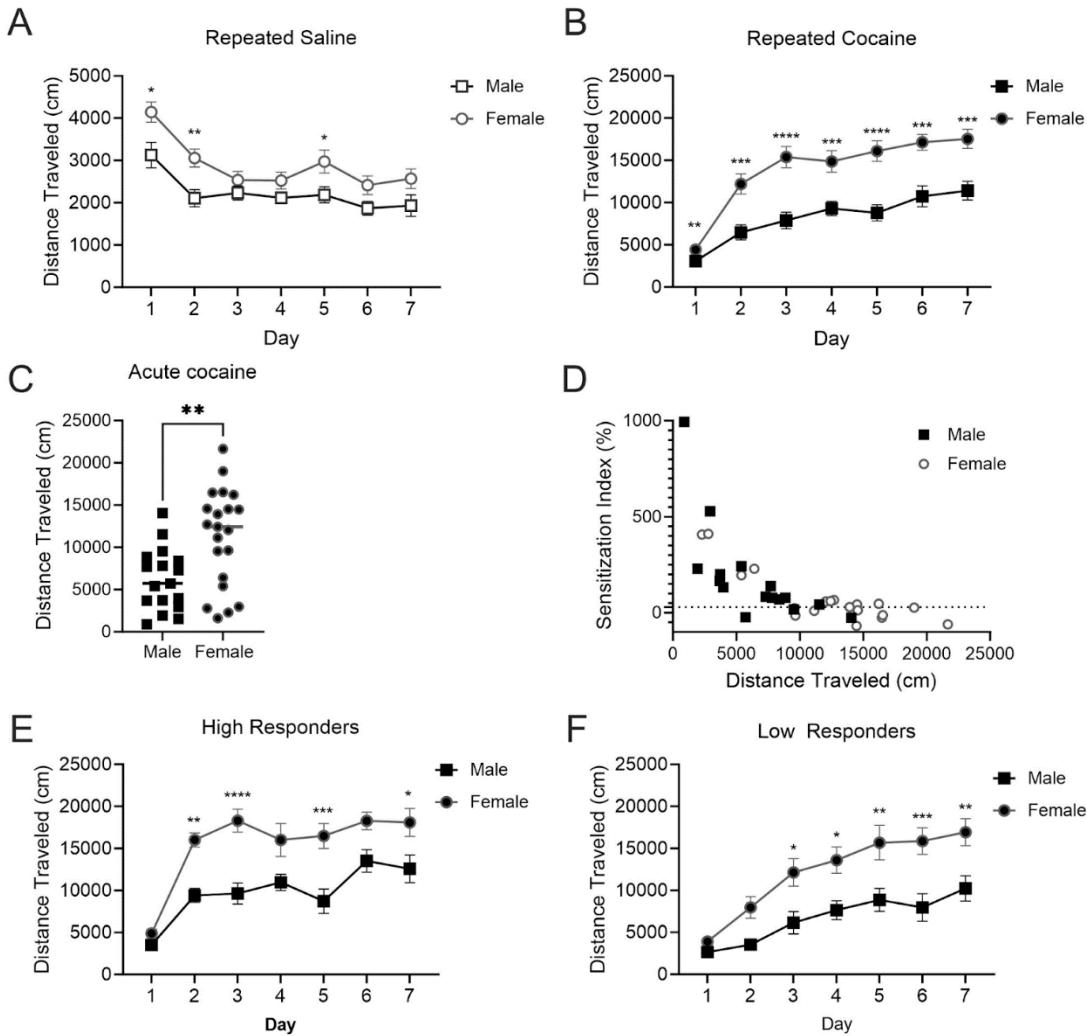 A
Repeated Saline
Distance Traveled (cm)
5000
4000
3000
2000
1000
0
* ** *
1 2 3 4 5 6 7
Day
Male
Female
B
Repeated Cocaine
Distance Traveled (cm)
25000
20000
15000
10000
5000
0
** *** **** *** **** *** ***
1 2 3 4 5 6 7
Day
Male
Female
C
Acute cocaine
Distance Traveled (cm)
25000
20000
15000
10000
5000
0
**
Male Female
D
Sensitization Index (%)
1000
500
0
0 5000 10000 15000 20000 25000
Distance Traveled (cm)
Male
Female
E
High Responders
Distance Traveled (cm)
25000
20000
15000
10000
5000
0
** **** *** *
1 2 3 4 5 6 7
Day
Male
Female
F
Low Responders
Distance Traveled (cm)
25000
20000
15000
10000
5000
0
* * ** *** **
1 2 3 4 5 6 7
Day
Male
Female